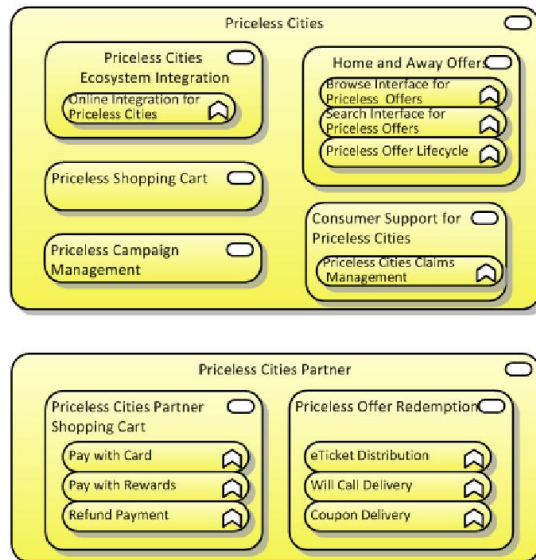 Priceless Cities
Priceless Cities
Ecosystem Integration
Online Integration for
Priceless Cities
Priceless Shopping Cart
Priceless Campaign
Management
Home and Away Offers
Browse Interface for
Priceless Offers
Search Interface for
Priceless Offers
Priceless Offer Lifecycle
Consumer Support for
Priceless Cities
Priceless Cities Claims
Management
Priceless Cities Partner
Priceless Cities Partner
Shopping Cart
Pay with Card
Pay with Rewards
Refund Payment
Priceless Offer Redemption
eTicket Distribution
Will Call Delivery
Coupon Delivery